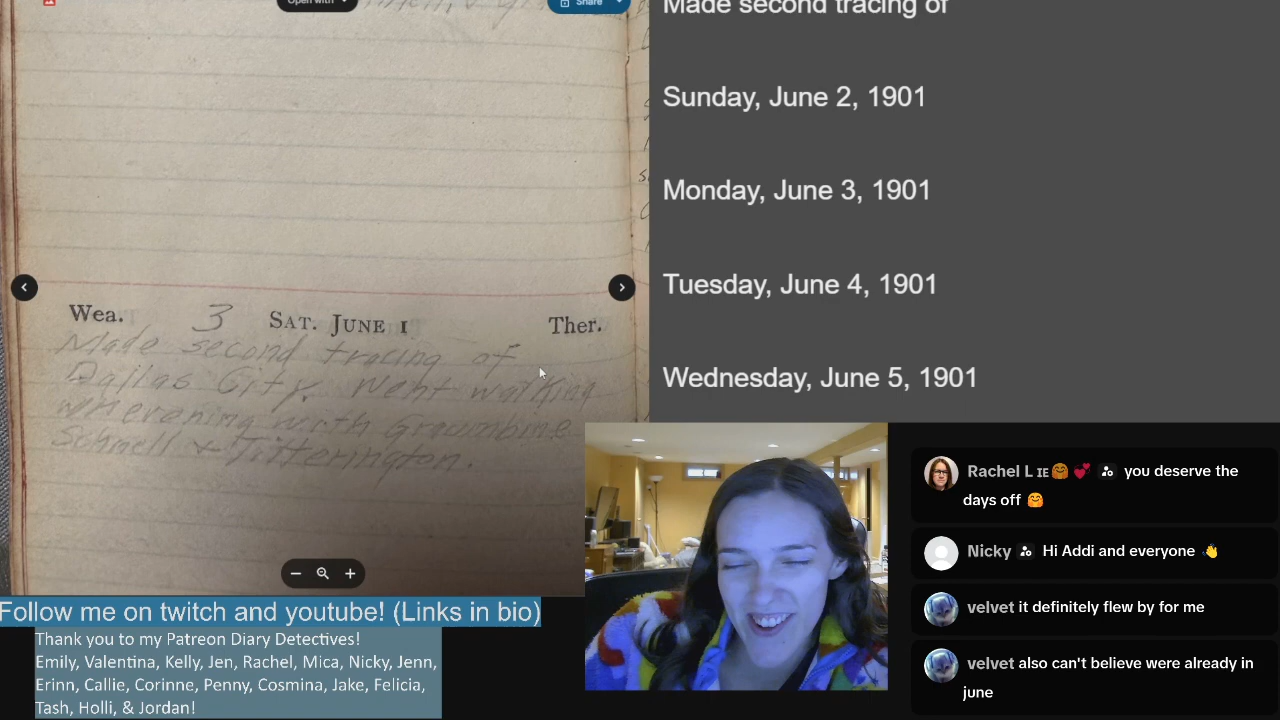 Open with
Share
Made second tracing of
Sunday, June 2, 1901
Monday, June 3, 1901
Tuesday, June 4, 1901
Wednesday, June 5, 1901
Wea. 3 SAT. JUNE 1 Ther.
Made second tracing of
Dallas City. Went walking
in evening with Groumbine
Schnell & Titterington.
Rachel L IE🤗 💕 you deserve the
days off 🤗
Nicky Hi Addi and everyone 👋
velvet it definitely flew by for me
velvet also can't believe were already in
june
Follow me on twitch and youtube! (Links in bio)
Thank you to my Patreon Diary Detectives!
Emily, Valentina, Kelly, Jen, Rachel, Mica, Nicky, Jenn,
Erinn, Callie, Corinne, Penny, Cosmina, Jake, Felicia,
Tash, Holli, & Jordan!